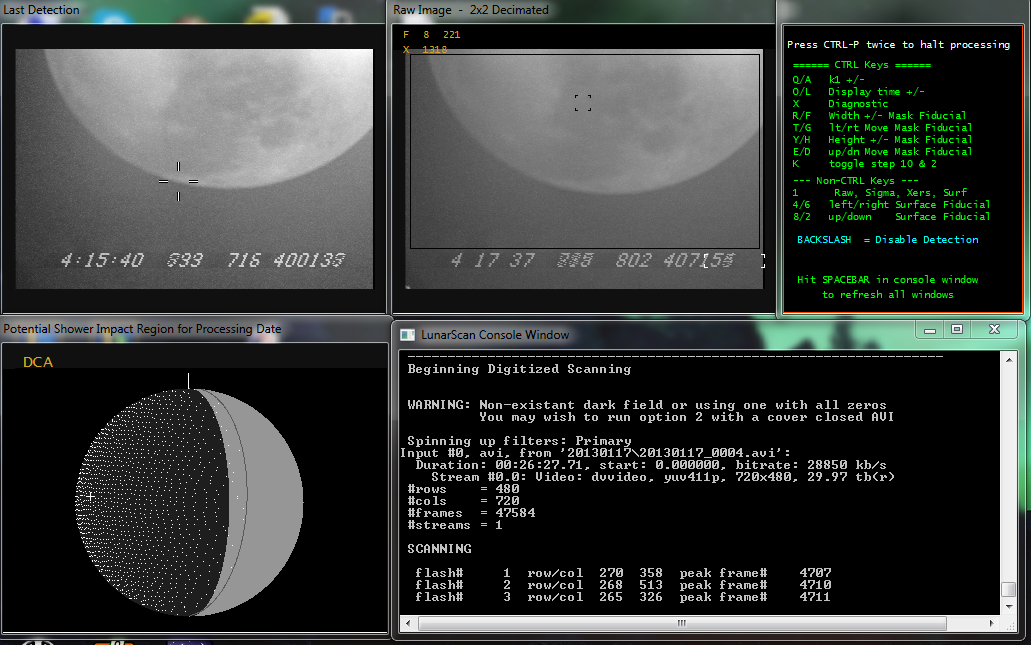 Last Detection
4:15:40 716
Raw Image - 2x2 Decimated
F 8 221
X 1318
4 17 37 802
Press CTRL-P twice to halt processing
====== CTRL Keys ======
Q/A k1 +/-
O/L Display time +/-
X Diagnostic
R/F Width +/- Mask Fiducial
T/G lt/rt Move Mask Fiducial
Y/H Height +/- Mask Fiducial
E/D up/dn Move Mask Fiducial
K toggle step 10 & 2
--- Non-CTRL Keys ---
1 Raw, Sigma, Xers, Surf
4/6 left/right Surface Fiducial
8/2 up/down Surface Fiducial
BACKSLASH = Disable Detection
Hit SPACEBAR in console window
to refresh all windows
Potential Shower Impact Region for Processing Date
DCA
LunarScan Console Window
Beginning Digitized Scanning
WARNING: Non-existant dark field or using one with all zeros
You may wish to run option 2 with a cover closed AVI
Spinning up filters: Primary
Input #0, avi, from '20130117\20130117_0004.avi':
Duration: 00:26:27.71, start: 0.000000, bitrate: 28850 kb/s
Stream #0.0: Video: dvvideo, yuv411p, 720x480, 29.97 tb(r)
#rows = 480
#cols = 720
#frames = 47584
#streams = 1
SCANNING
flash# 1 row/col 270 358 peak frame# 4707
flash# 2 row/col 268 513 peak frame# 4710
flash# 3 row/col 265 326 peak frame# 4711